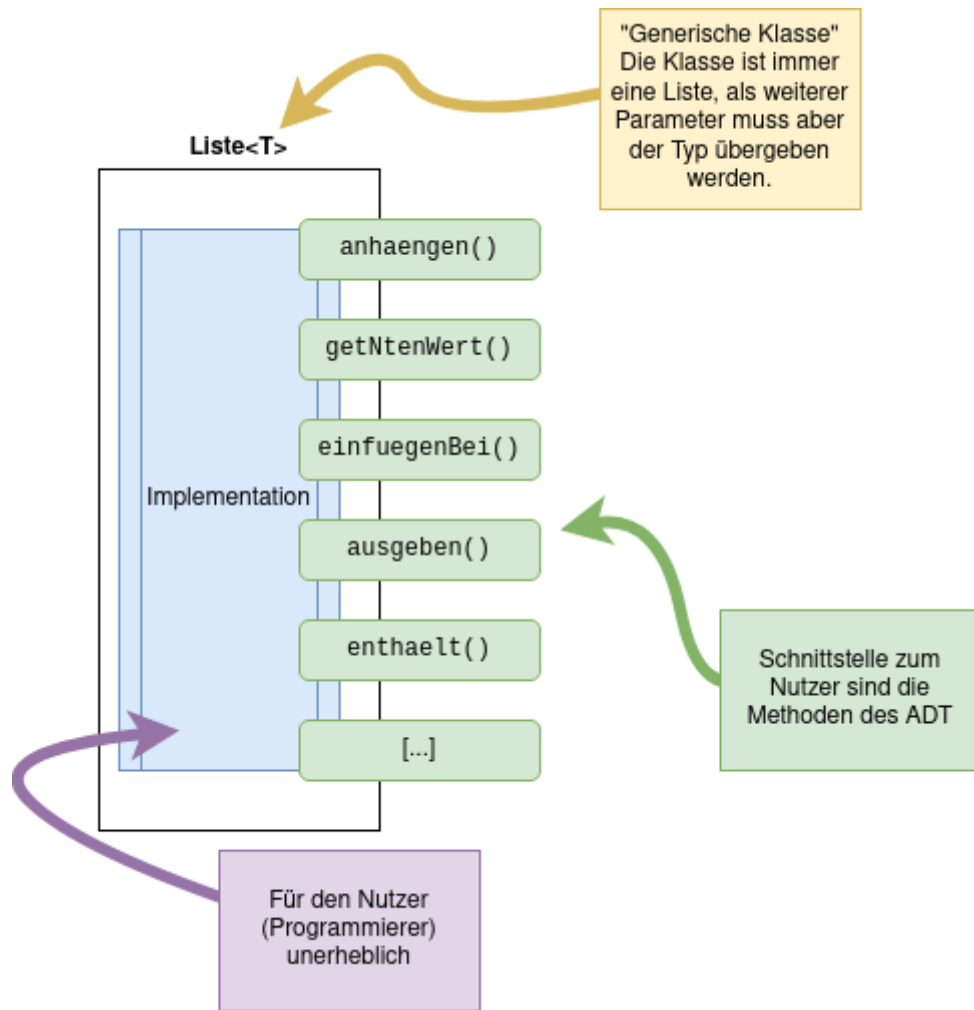 "Generische Klasse"
Die Klasse ist immer
eine Liste, als weiterer
Parameter muss aber
der Typ übergeben
werden.
Liste<T>
anhaengen()
getNtenWert()
einfuegenBei()
Implementation
ausgeben()
enthaelt()
[...]
Schnittstelle zum
Nutzer sind die
Methoden des ADT
Für den Nutzer
(Programmierer)
unerheblich